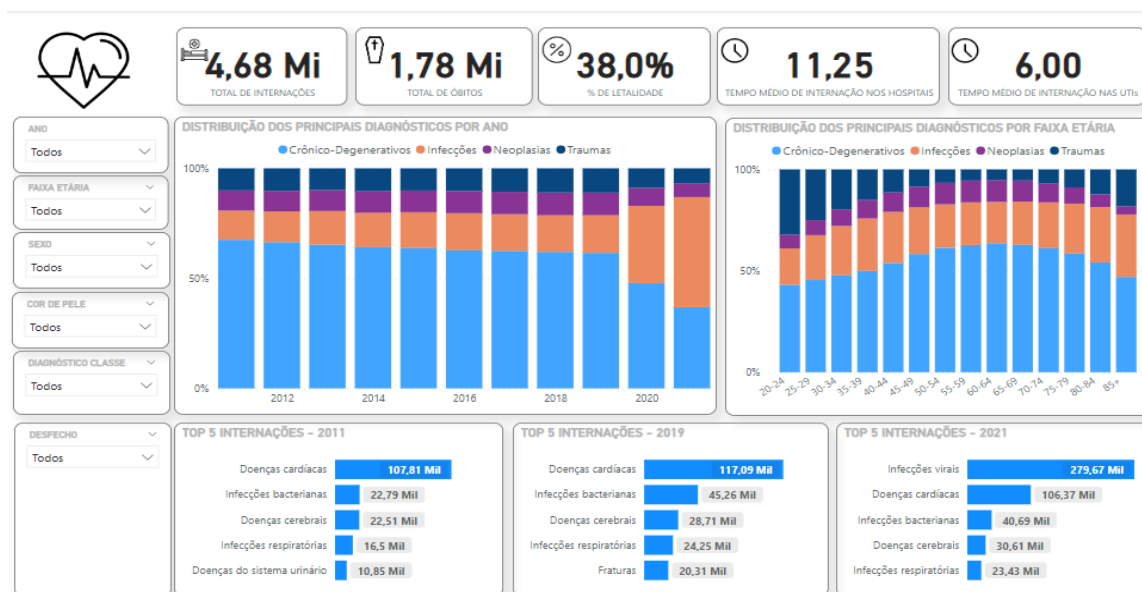 4,68 Mi
TOTAL DE INTERNAÇÕES
1,78 Mi
TOTAL DE ÓBITOS
%
38,0%
% DE LETALIDADE
11,25
TEMPO MÉDIO DE INTERNAÇÃO NOS HOSPITAIS
6,00
TEMPO MÉDIO DE INTERNAÇÃO NAS UTIs
ANO
Todos
FAIXA ETÁRIA
Todos
SEXO
Todos
COR DE PELE
Todos
DIAGNÓSTICO CLASSE
Todos
DESFECHO
Todos
DISTRIBUIÇÃO DOS PRINCIPAIS DIAGNÓSTICOS POR ANO
Crônico-Degenerativos Infecções Neoplasias Traumas
100%
50%
0%
2012 2014 2016 2018 2020
DISTRIBUIÇÃO DOS PRINCIPAIS DIAGNÓSTICOS POR FAIXA ETÁRIA
Crônico-Degenerativos Infecções Neoplasias Traumas
100%
50%
0%
20-24 25-29 30-34 35-39 40-44 45-49 50-54 55-59 60-64 65-69 70-74 75-79 80-84 85+
TOP 5 INTERNAÇÕES - 2011
Doenças cardíacas 107,81 Mil
Infecções bacterianas 22,79 Mil
Doenças cerebrais 22,51 Mil
Infecções respiratórias 16,5 Mil
Doenças do sistema urinário 10,85 Mil
TOP 5 INTERNAÇÕES - 2019
Doenças cardíacas 117,09 Mil
Infecções bacterianas 45,26 Mil
Doenças cerebrais 28,71 Mil
Infecções respiratórias 24,25 Mil
Fraturas 20,31 Mil
TOP 5 INTERNAÇÕES - 2021
Infecções virais 279,67 Mil
Doenças cardíacas 106,37 Mil
Infecções bacterianas 40,69 Mil
Doenças cerebrais 30,61 Mil
Infecções respiratórias 23,43 Mil